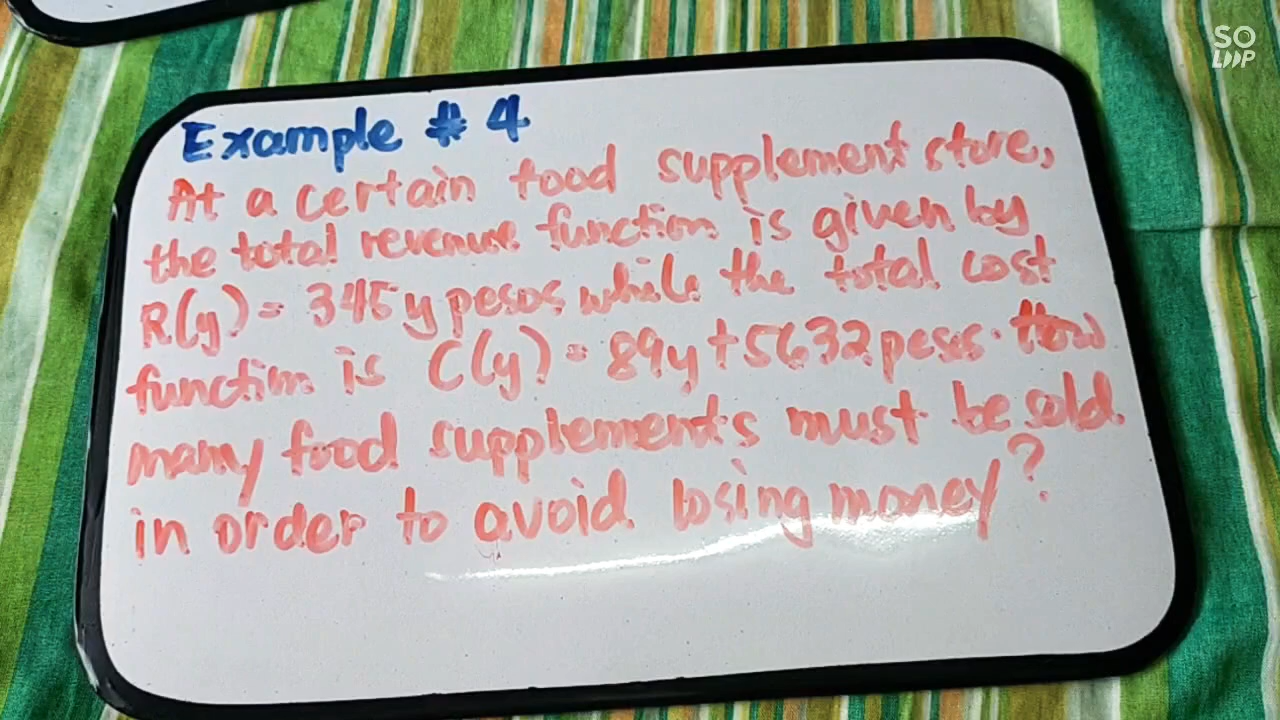 SO
LOOP
Example # 4
At a certain food supplement store,
the total revenue function is given by
R(y) = 345y pesos while the total cost
function is C(y) = 89y + 5632 pesos. How
many food supplements must be sold
in order to avoid losing money?